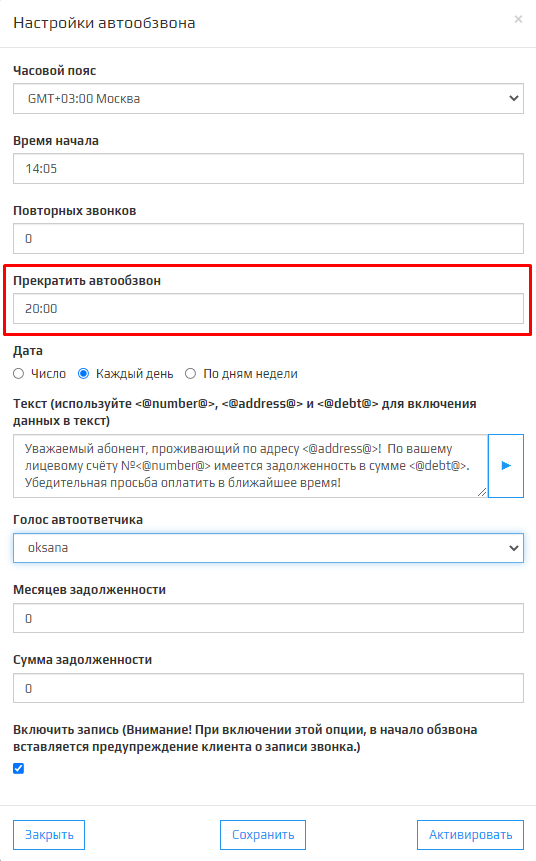 Настройки автообзвона
×
Часовой пояс
GMT+03:00 Москва
Время начала
14:05
Повторных звонков
0
Прекратить автообзвон
20:00
Дата
Число Каждый день По дням недели
Текст (используйте <@number@>, <@address@> и <@debt@> для включения
данных в текст)
Уважаемый абонент, проживающий по адресу <@address@>! По вашему
лицевому счёту №<@number@> имеется задолженность в сумме <@debt@>.
Убедительная просьба оплатить в ближайшее время!
Голос автоответчика
oksana
Месяцев задолженности
0
Сумма задолженности
0
Включить запись (Внимание! При включении этой опции, в начало обзвона
вставляется предупреждение клиента о записи звонка.)
Закрыть Сохранить Активировать